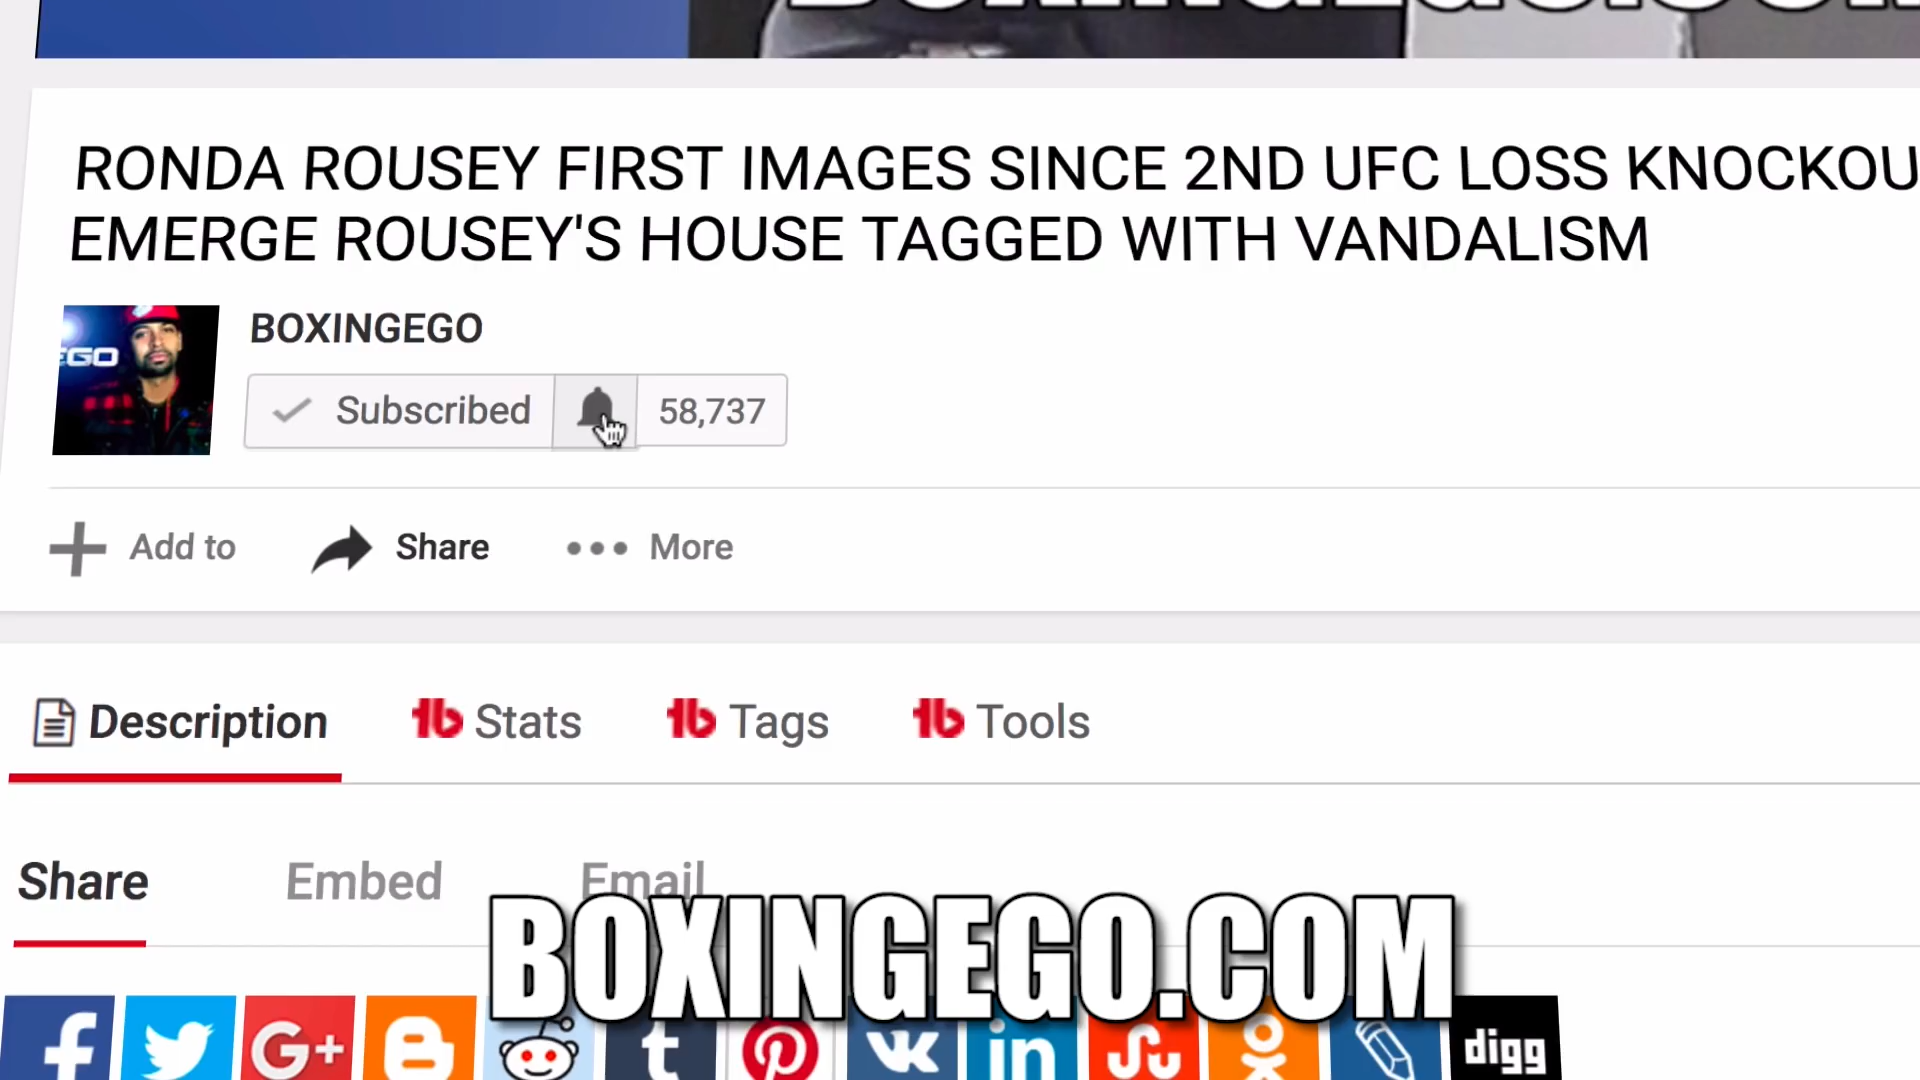 RONDA ROUSEY FIRST IMAGES SINCE 2ND UFC LOSS KNOCKOU
EMERGE ROUSEY'S HOUSE TAGGED WITH VANDALISM
EGO
BOXINGEGO
Subscribed 58,737
Add to Share More
Description Stats Tags Tools
Share Embed Email
BOXINGEGO.COM
G+
digg